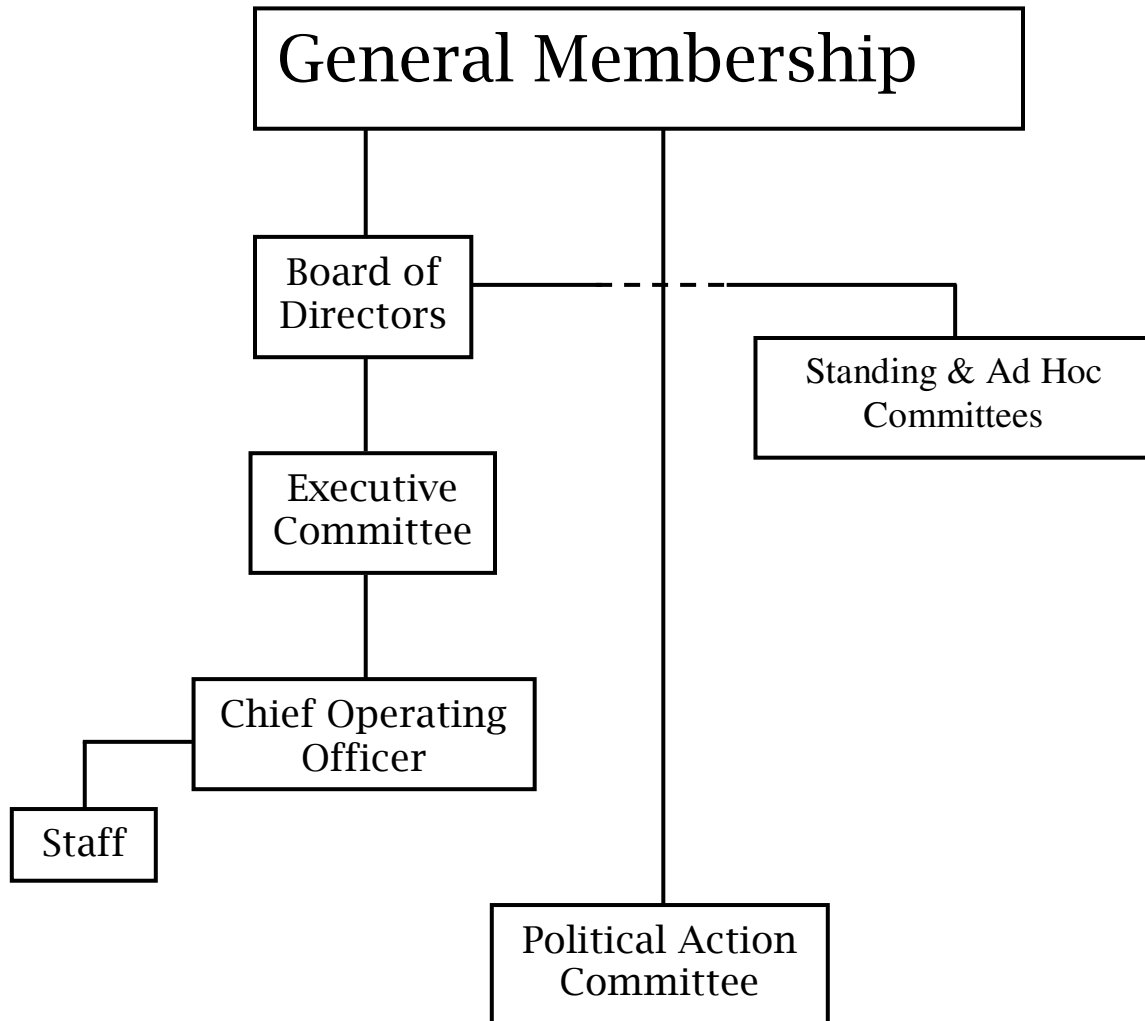 General Membership
Board of
Directors
Standing & Ad Hoc
Committees
Executive
Committee
Chief Operating
Officer
Staff
Political Action
Committee